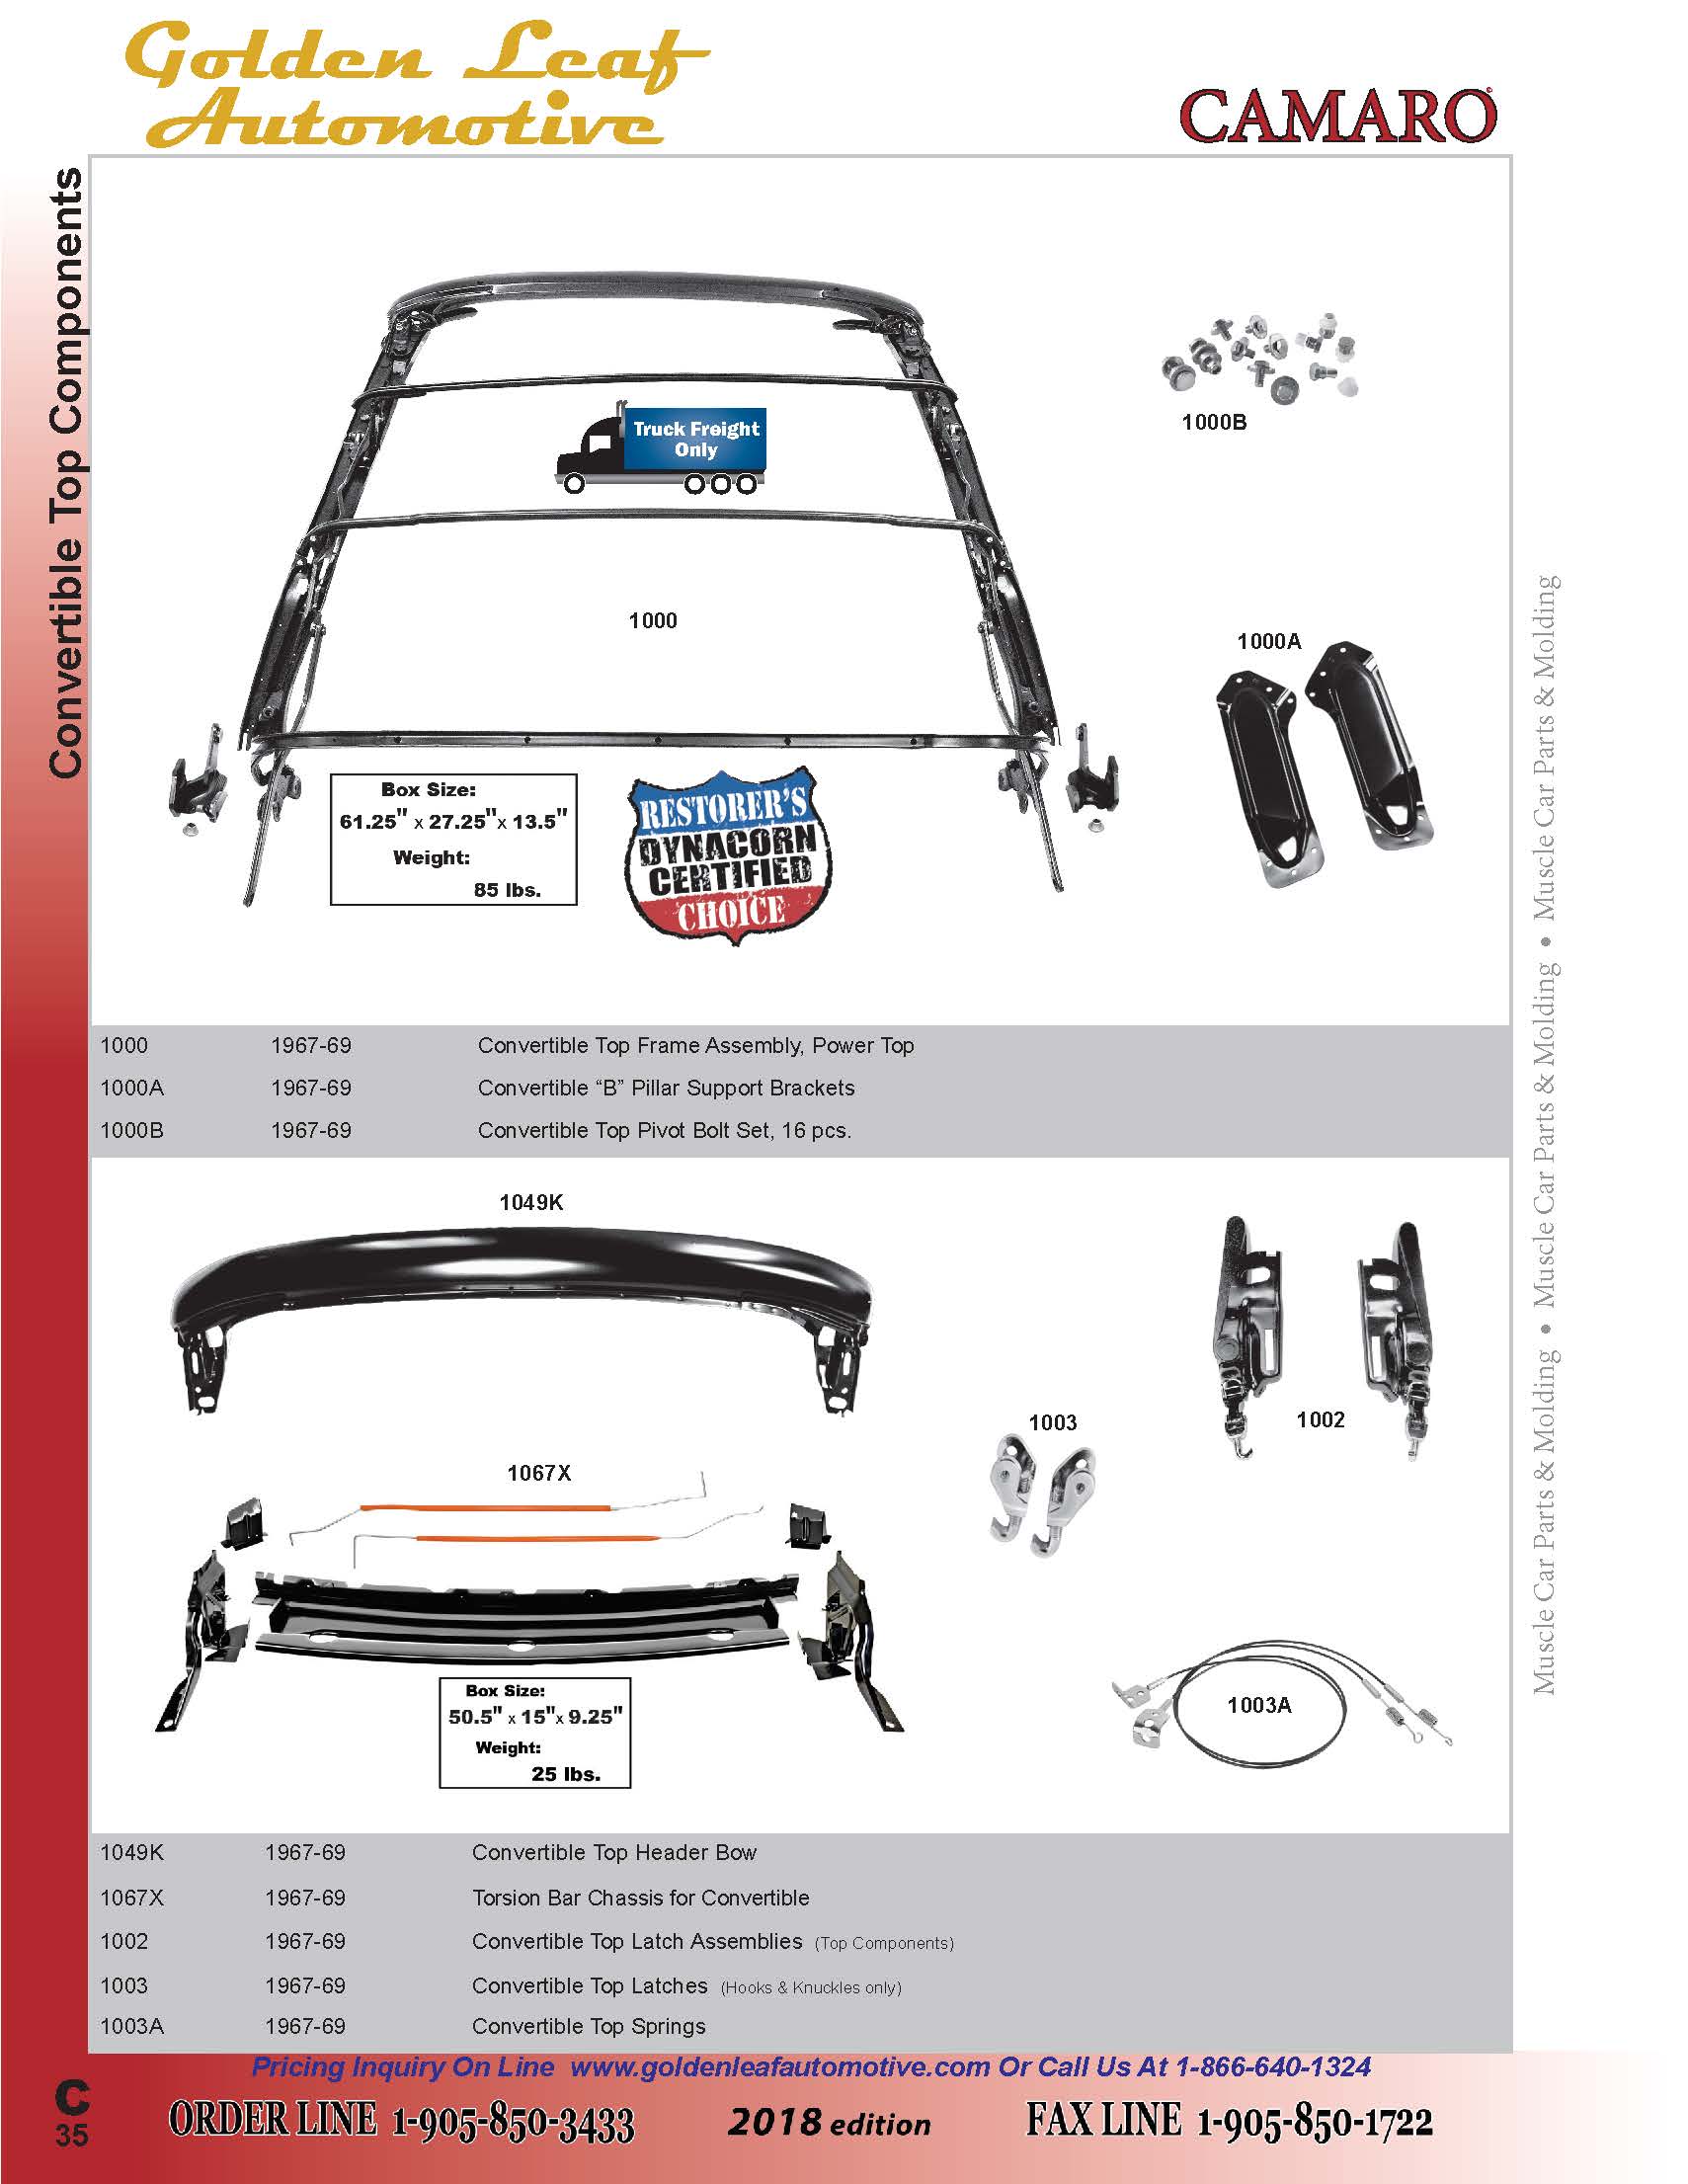 Golden Leaf
Automotive
CAMARO
Convertible Top Components
Truck Freight
Only
1000B
1000
1000A
Box Size:
61.25" x 27.25"x 13.5"
Weight:
85 lbs.
RESTORER'S
DYNACORN
CERTIFIED
CHOICE
1000 1967-69 Convertible Top Frame Assembly, Power Top
1000A 1967-69 Convertible “B” Pillar Support Brackets
1000B 1967-69 Convertible Top Pivot Bolt Set, 16 pcs.
1049K
1003
1002
1067X
1003A
Box Size:
50.5" x 15"x 9.25"
Weight:
25 lbs.
1049K 1967-69 Convertible Top Header Bow
1067X 1967-69 Torsion Bar Chassis for Convertible
1002 1967-69 Convertible Top Latch Assemblies (Top Components)
1003 1967-69 Convertible Top Latches (Hooks & Knuckles only)
1003A 1967-69 Convertible Top Springs
Muscle Car Parts & Molding • Muscle Car Parts & Molding • Muscle Car Parts & Molding
Pricing Inquiry On Line www.goldenleafautomotive.com Or Call Us At 1-866-640-1324
C
35
ORDER LINE 1-905-850-3433 2018 edition FAX LINE 1-905-850-1722